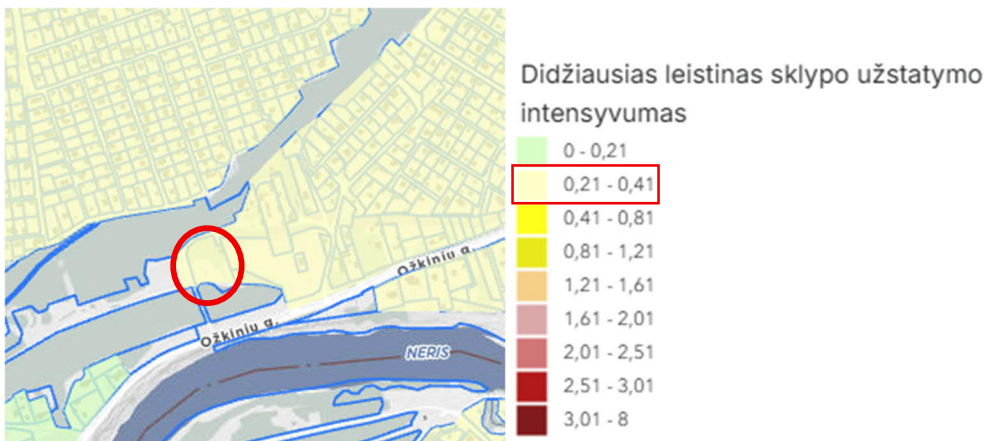 Didžiausias leistinas sklypo užstatymo
intensyvumas
0 - 0,21
0,21 - 0,41
0,41 - 0,81
0,81 - 1,21
1,21 - 1,61
1,61 - 2,01
2,01 - 2,51
2,51 - 3,01
3,01 - 8
Ožkinių g.
Ožkinių g.
NERIS